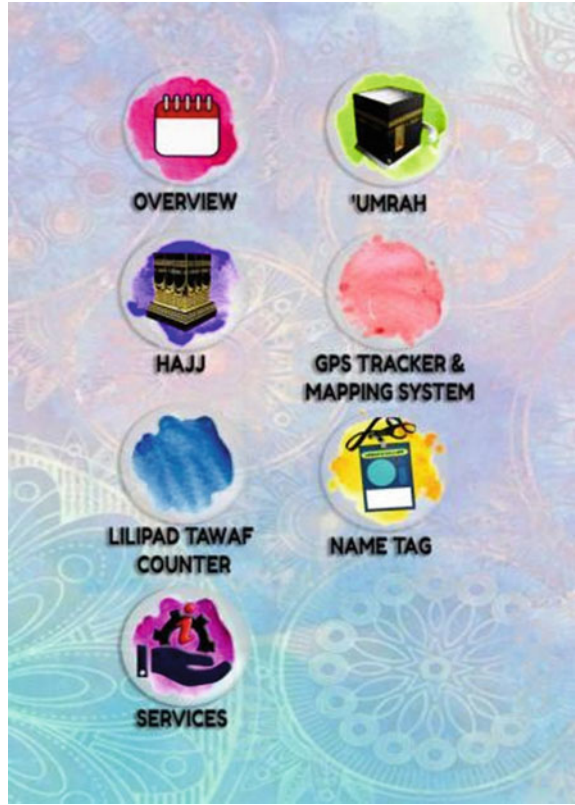 OVERVIEW
'UMRAH
HAJJ
GPS TRACKER &
MAPPING SYSTEM
LILIPAD TAWAF
COUNTER
NAME TAG
SERVICES